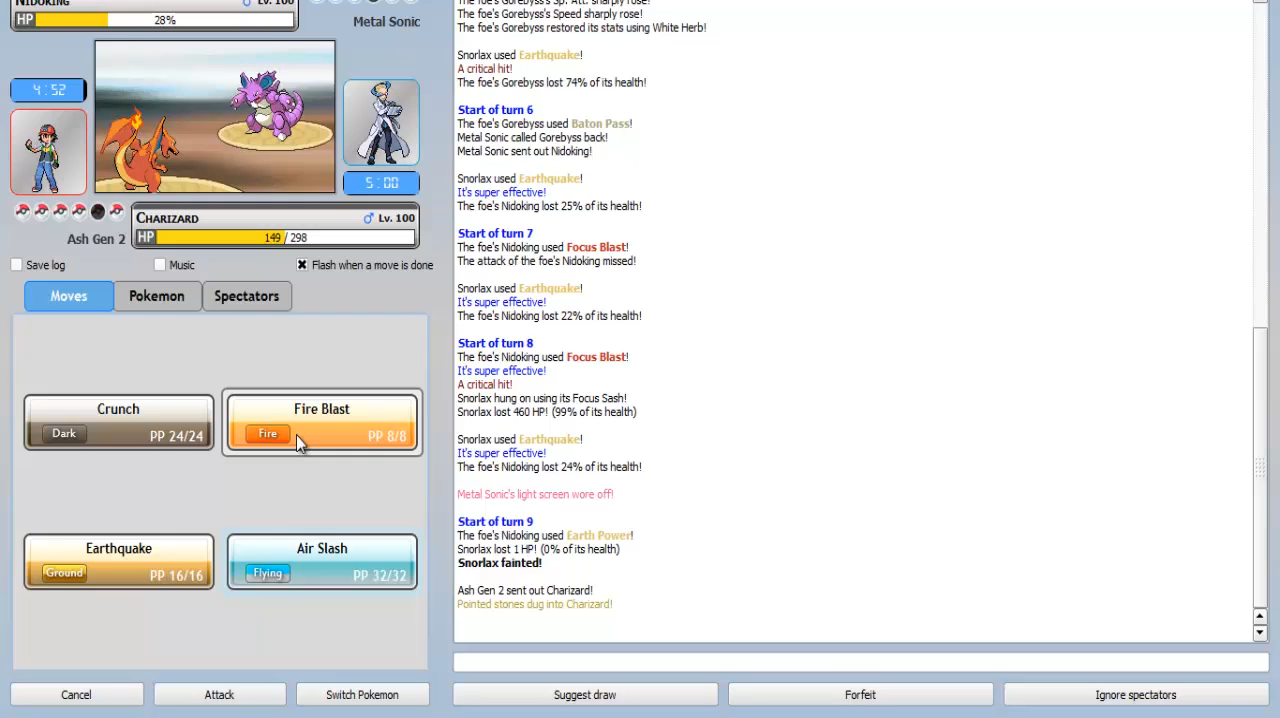 NIDOKING Lv. 100
HP 28%
Metal Sonic
4:52
5:00
CHARIZARD Lv. 100
HP 149 / 298
Ash Gen 2
Save log Music Flash when a move is done
Moves Pokemon Spectators
Crunch
Dark PP 24/24
Fire Blast
Fire PP 8/8
Earthquake
Ground PP 16/16
Air Slash
Flying PP 32/32
Cancel Attack Switch Pokemon
The foe's Gorebyss's Sp. Att. sharply rose!
The foe's Gorebyss's Speed sharply rose!
The foe's Gorebyss restored its stats using White Herb!
Snorlax used Earthquake!
A critical hit!
The foe's Gorebyss lost 74% of its health!
Start of turn 6
The foe's Gorebyss used Baton Pass!
Metal Sonic called Gorebyss back!
Metal Sonic sent out Nidoking!
Snorlax used Earthquake!
It's super effective!
The foe's Nidoking lost 25% of its health!
Start of turn 7
The foe's Nidoking used Focus Blast!
The attack of the foe's Nidoking missed!
Snorlax used Earthquake!
It's super effective!
The foe's Nidoking lost 22% of its health!
Start of turn 8
The foe's Nidoking used Focus Blast!
It's super effective!
A critical hit!
Snorlax hung on using its Focus Sash!
Snorlax lost 460 HP! (99% of its health)
Snorlax used Earthquake!
It's super effective!
The foe's Nidoking lost 24% of its health!
Metal Sonic's light screen wore off!
Start of turn 9
The foe's Nidoking used Earth Power!
Snorlax lost 1 HP! (0% of its health)
Snorlax fainted!
Ash Gen 2 sent out Charizard!
Pointed stones dug into Charizard!
Suggest draw Forfeit Ignore spectators